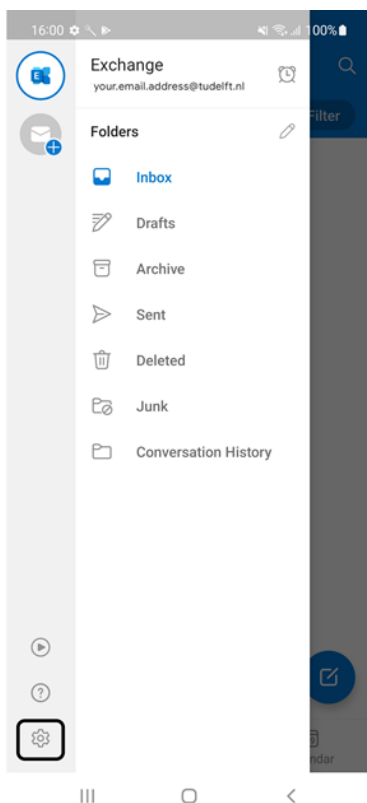 16:00
100%
Exchange
your.email.address@tudelft.nl
Folders
Filter
Inbox
Drafts
Archive
Sent
Deleted
Junk
Conversation History
ndar